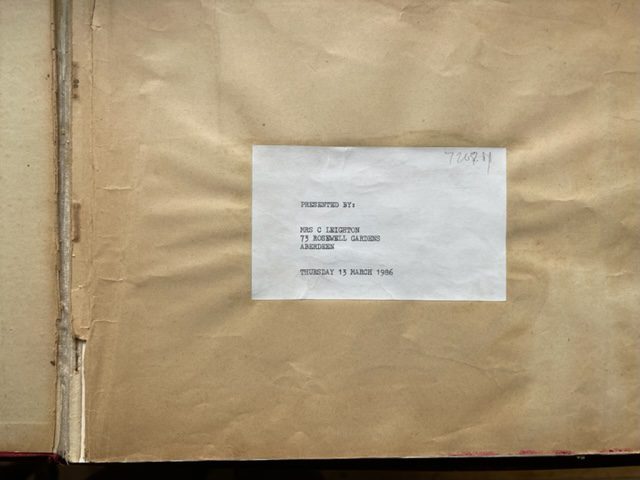 PRESENTED BY:
MRS C LEIGHTON
73 ROSEWELL GARDENS
ABERDEEN
THURSDAY 13 MARCH 1986